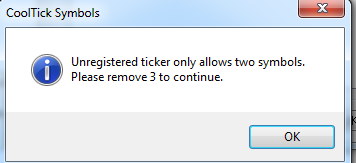 CoolTick Symbols
Unregistered ticker only allows two symbols.
Please remove 3 to continue.
OK